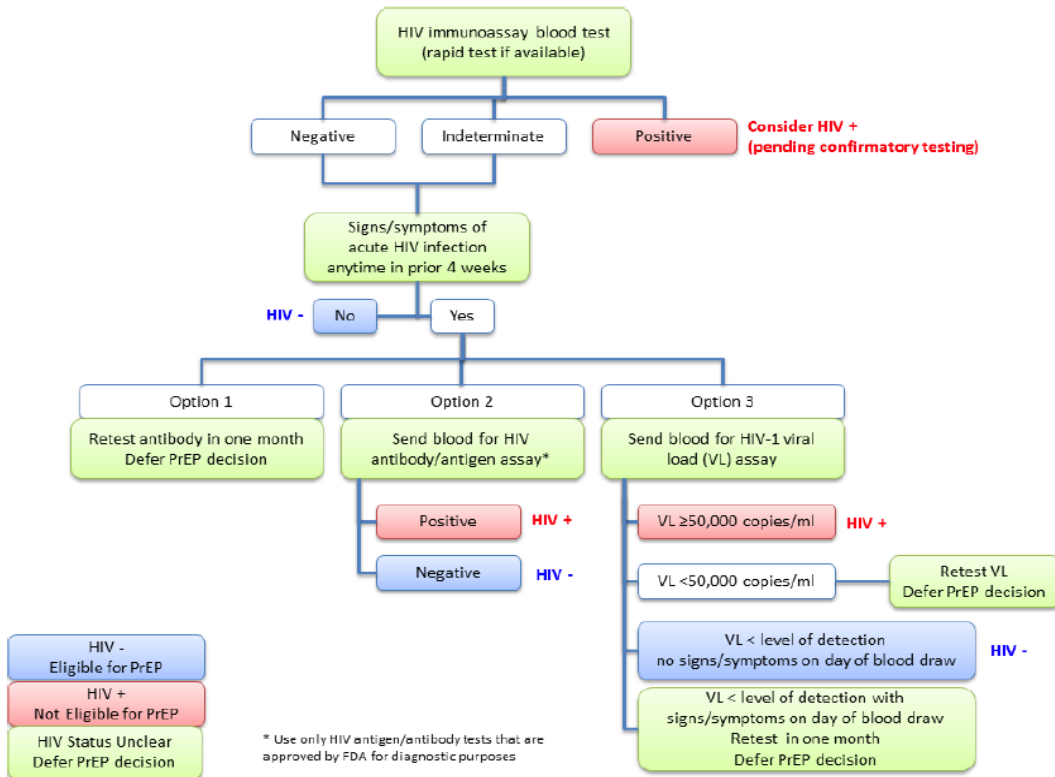 HIV immunoassay blood test
(rapid test if available)
Negative
Indeterminate
Positive
Consider HIV +
(pending confirmatory testing)
Signs/symptoms of
acute HIV infection
anytime in prior 4 weeks
HIV -
No
Yes
Option 1
Retest antibody in one month
Defer PrEP decision
Option 2
Send blood for HIV
antibody/antigen assay*
Positive
HIV +
Negative
HIV -
Option 3
Send blood for HIV-1 viral
load (VL) assay
VL ≥50,000 copies/ml
HIV +
VL <50,000 copies/ml
Retest VL
Defer PrEP decision
VL < level of detection
no signs/symptoms on day of blood draw
HIV -
VL < level of detection with
signs/symptoms on day of blood draw
Retest in one month
Defer PrEP decision
HIV -
Eligible for PrEP
HIV +
Not Eligible for PrEP
HIV Status Unclear
Defer PrEP decision
* Use only HIV antigen/antibody tests that are
approved by FDA for diagnostic purposes